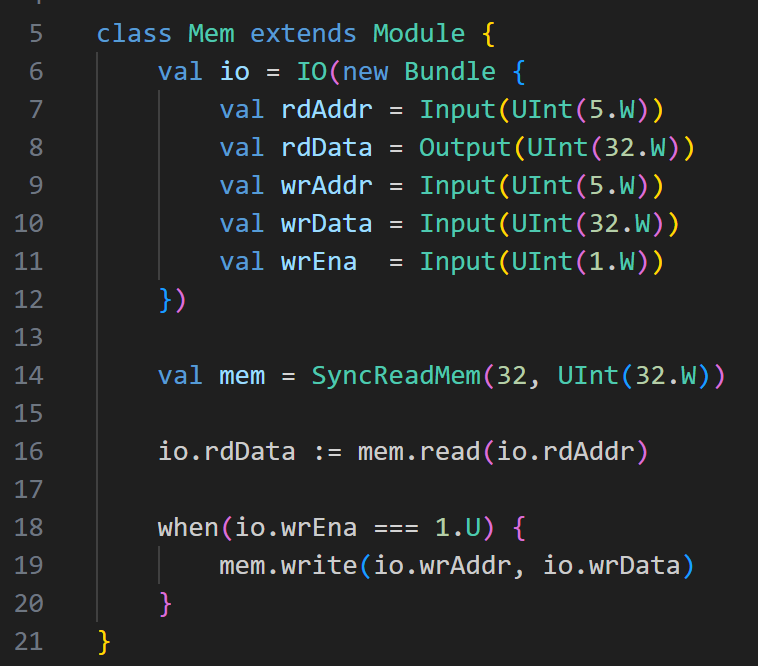 5 class Mem extends Module {
6     val io = IO(new Bundle {
7         val rdAddr = Input(UInt(5.W))
8         val rdData = Output(UInt(32.W))
9         val wrAddr = Input(UInt(5.W))
10         val wrData = Input(UInt(32.W))
11         val wrEna  = Input(UInt(1.W))
12     })
13
14     val mem = SyncReadMem(32, UInt(32.W))
15
16     io.rdData := mem.read(io.rdAddr)
17
18     when(io.wrEna === 1.U) {
19         mem.write(io.wrAddr, io.wrData)
20     }
21 }